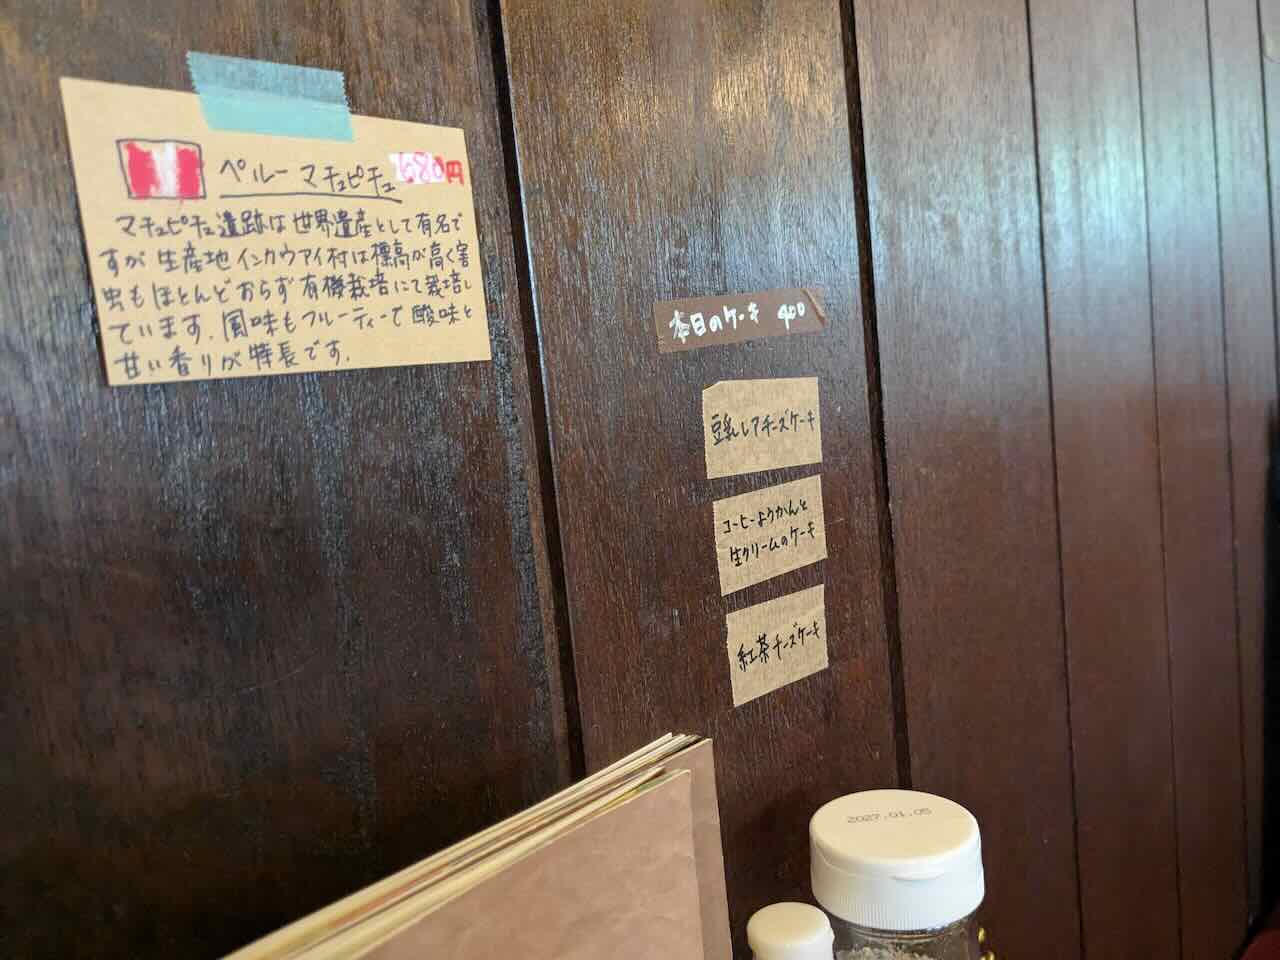 ペルー マチュピチュ 680円
マチュピチュ遺跡は世界遺産として有名で
すが生産地インカウアイ村は標高が高く害
虫もほとんどおらず有機栽培にて栽培し
ています.風味もフルーティーで酸味と
甘い香りが特長です.
本日のケーキ 400
豆乳レアチーズケーキ
コーヒーようかんと
生クリームのケーキ
紅茶チーズケーキ
2027.01.05